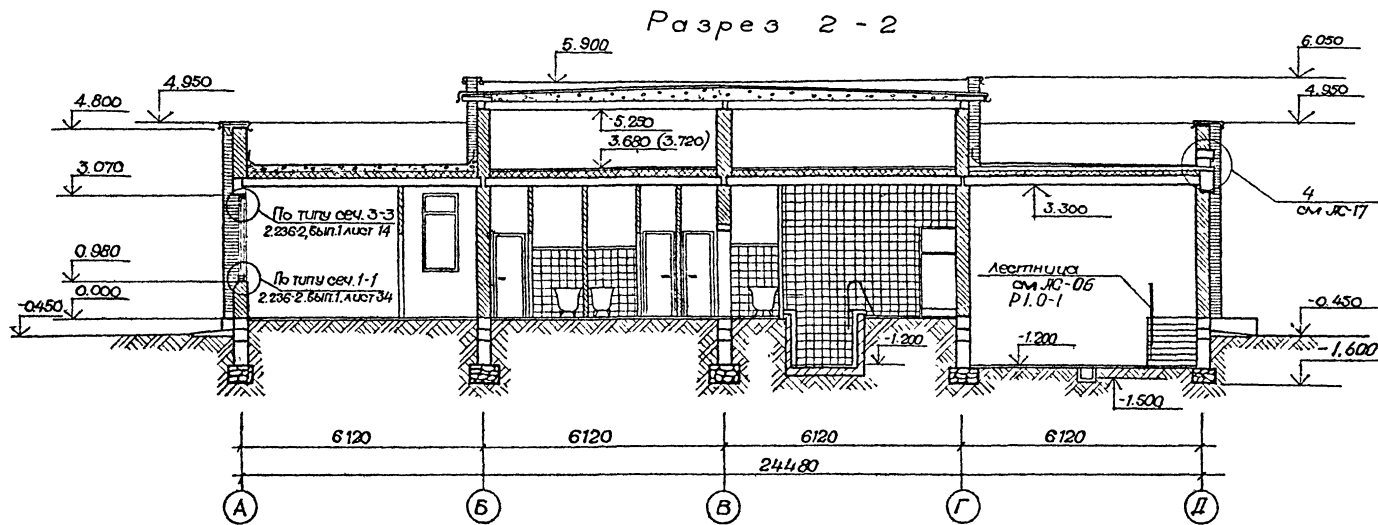 Разрез 2-2
5.900
6.050
4.950
4.800
4.950
-5.250
3.680 (3.720)
3.070
По типу сеч. 3-3
2.236-2, вып.1 лист 14
3.300
4
см ЛС-17
0.980
По типу сеч. 1-1
2.236-2. вып.1. лист 34
Лестница
см ЛС-06
Р1.0-1
0.000
-0.450
-0.450
-1.200
-1.200
-1.600
-1.500
6120
6120
6120
6120
24480
А
Б
В
Г
Д